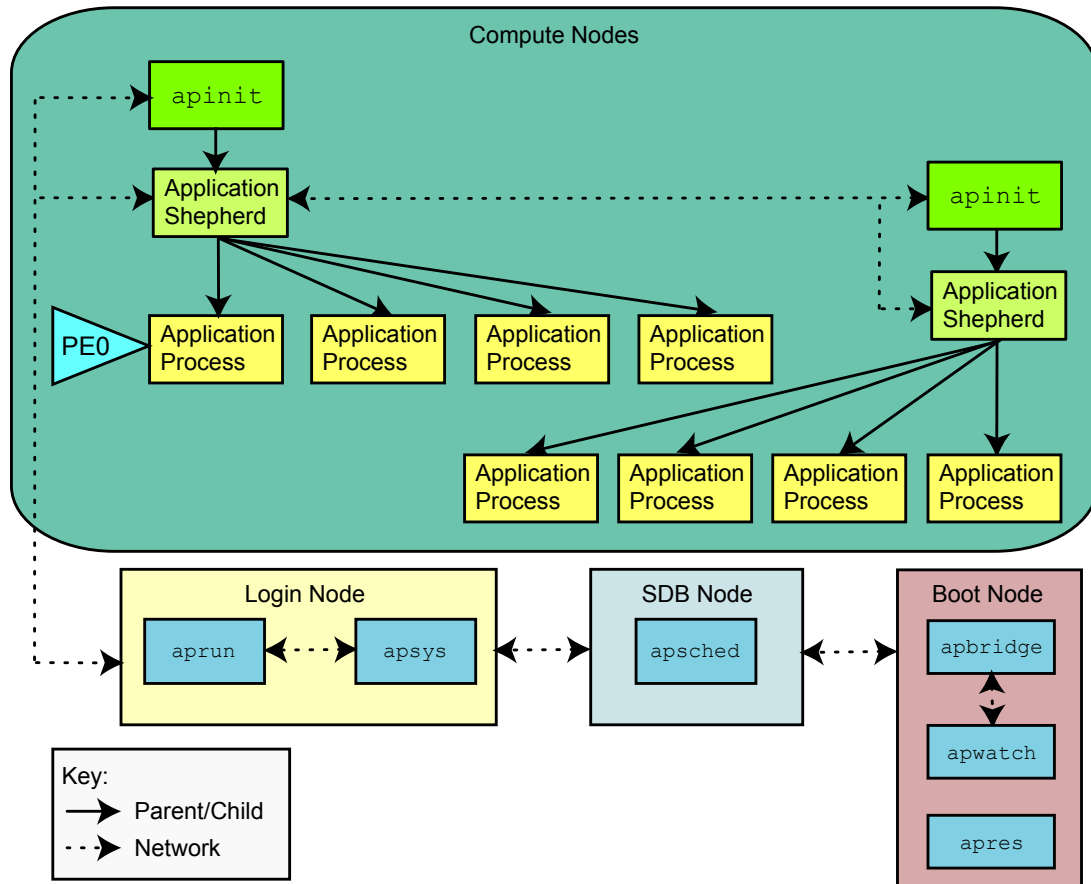 Compute Nodes
apinit
Application
Shepherd
apinit
Application
Shepherd
PE0
Application
Process
Application
Process
Application
Process
Application
Process
Application
Process
Application
Process
Application
Process
Application
Process
Login Node
aprun
apsys
SDB Node
apsched
Boot Node
apbridge
apwatch
apres
Key:
Parent/Child
Network